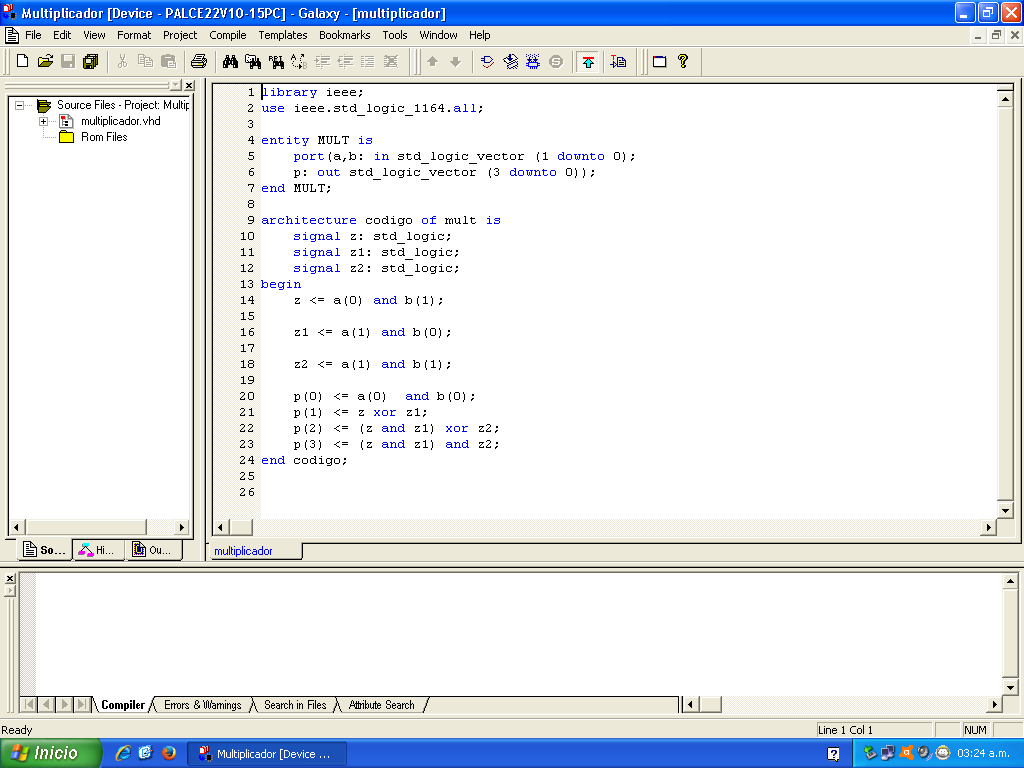 Multiplicador [Device - PALCE22V10-15PC] - Galaxy - [multiplicador]
File Edit View Format Project Compile Templates Bookmarks Tools Window Help
Source Files - Project: Multip
multiplicador.vhd
Rom Files
1 library ieee;
2 use ieee.std_logic_1164.all;
3
4 entity MULT is
5 port(a,b: in std_logic_vector (1 downto 0);
6 p: out std_logic_vector (3 downto 0));
7 end MULT;
8
9 architecture codigo of mult is
10 signal z: std_logic;
11 signal z1: std_logic;
12 signal z2: std_logic;
13 begin
14 z <= a(0) and b(1);
15
16 z1 <= a(1) and b(0);
17
18 z2 <= a(1) and b(1);
19
20 p(0) <= a(0)  and b(0);
21 p(1) <= z xor z1;
22 p(2) <= (z and z1) xor z2;
23 p(3) <= (z and z1) and z2;
24 end codigo;
25
26
So... Hi... Ou...
multiplicador
Compiler Errors & Warnings Search in Files Attribute Search
Ready Line 1 Col 1 NUM
Inicio Multiplicador [Device ... 03:24 a.m.